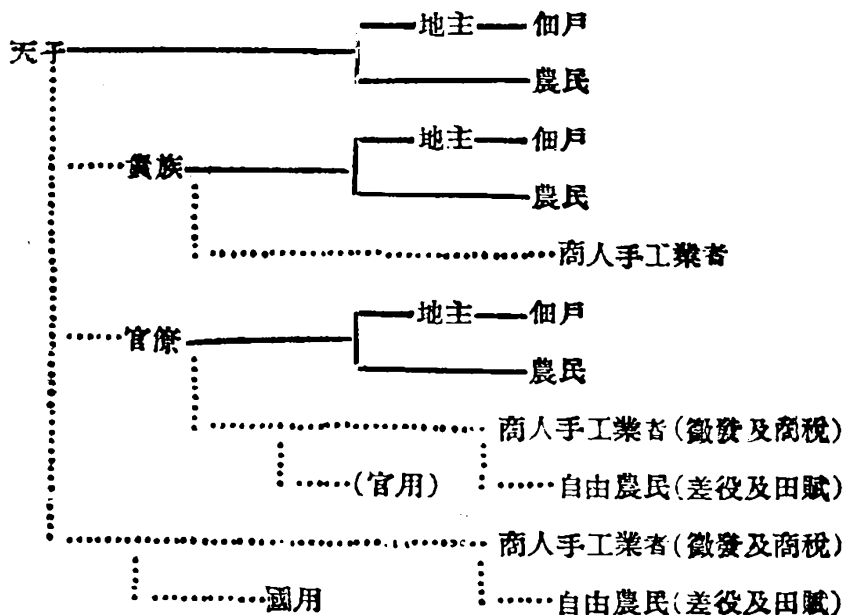 地主 佃戶
天子
農民
地主 佃戶
貴族
農民
商人手工業者
地主 佃戶
官僚
農民
商人手工業者(徵發及商稅)
(官用) 自由農民(差役及田賦)
商人手工業者(徵發及商稅)
國用 自由農民(差役及田賦)